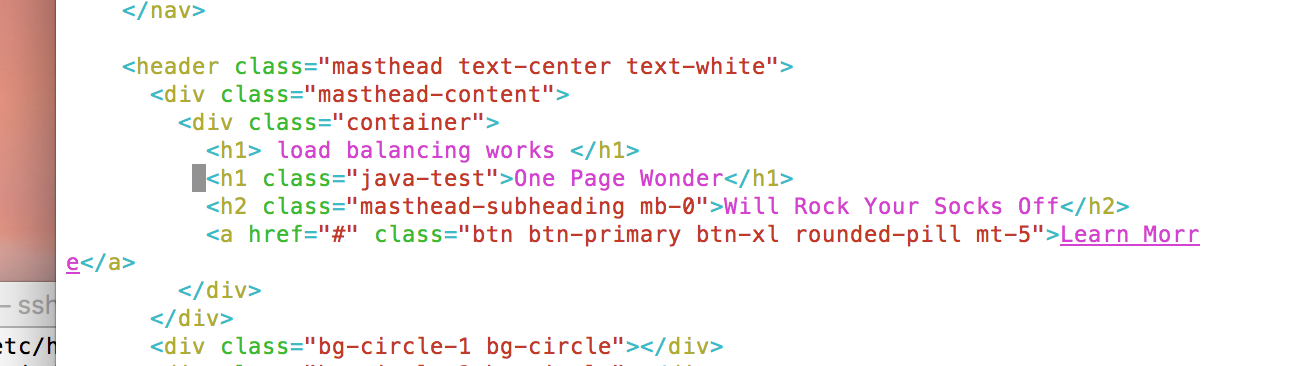 </nav>
<header class="masthead text-center text-white">
<div class="masthead-content">
<div class="container">
<h1> load balancing works </h1>
<h1 class="java-test">One Page Wonder</h1>
<h2 class="masthead-subheading mb-0">Will Rock Your Socks Off</h2>
<a href="#" class="btn btn-primary btn-xl rounded-pill mt-5">Learn Morr
e</a>
</div>
– ssh
</div>
etc/h
<div class="bg-circle-1 bg-circle"></div>